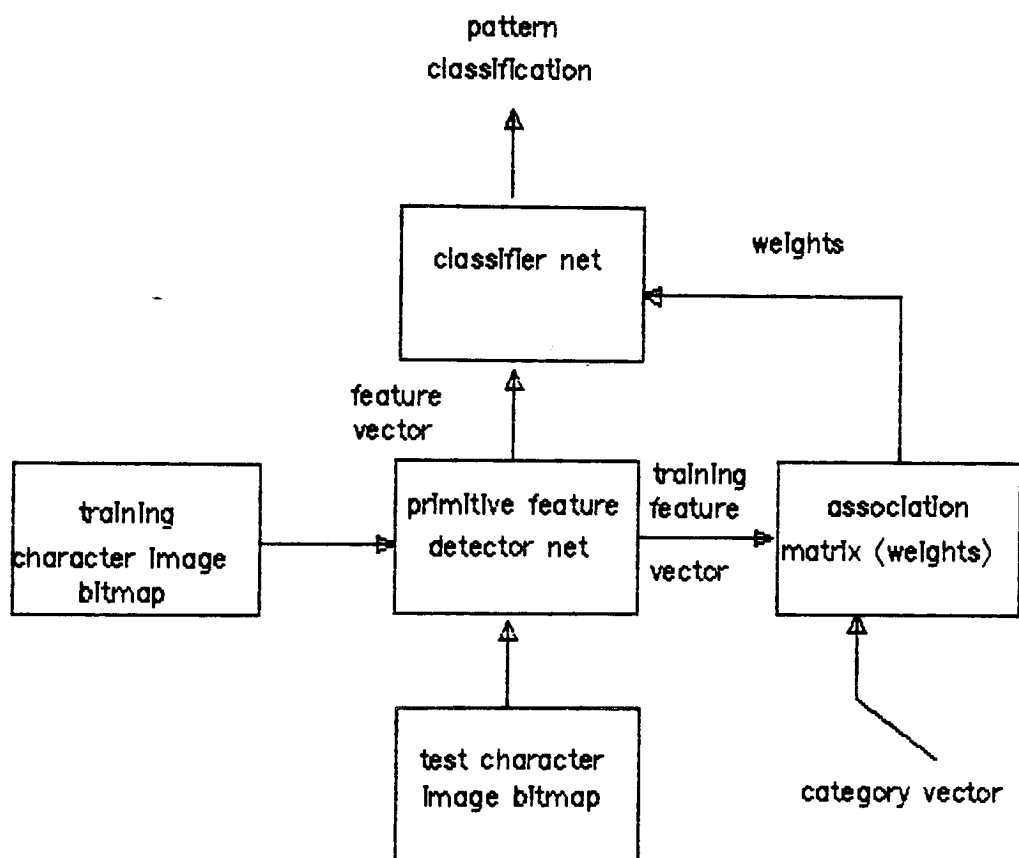 pattern
classification
classifier net
weights
feature
vector
training
character image
bitmap
primitive feature
detector net
training
feature
vector
association
matrix (weights)
test character
image bitmap
category vector